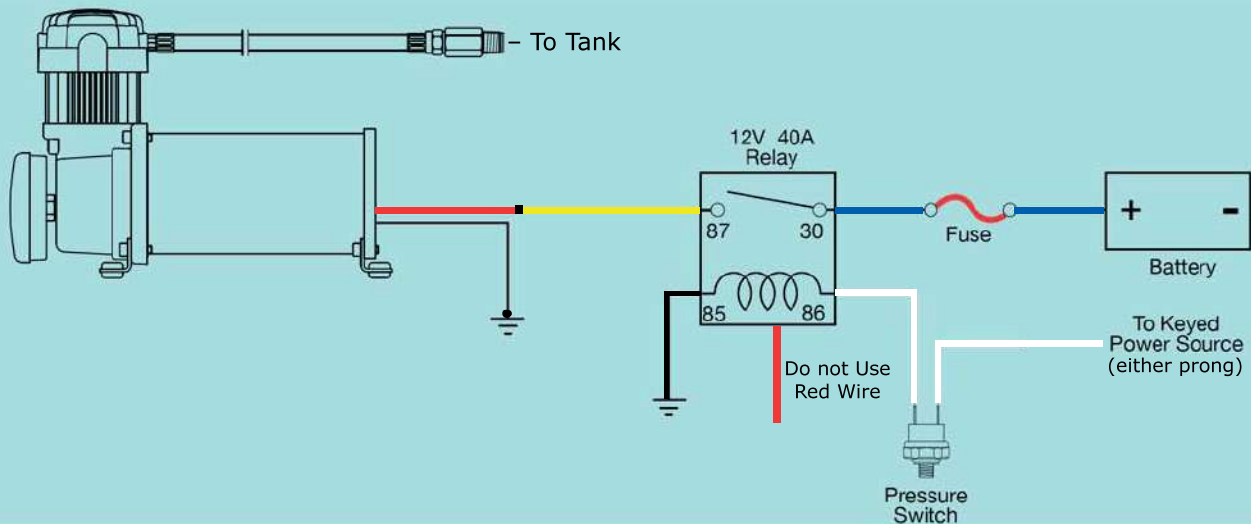 – To Tank
12V 40A
Relay
87
30
85
86
Fuse
+
-
Battery
To Keyed
Power Source
(either prong)
Do not Use
Red Wire
Pressure
Switch